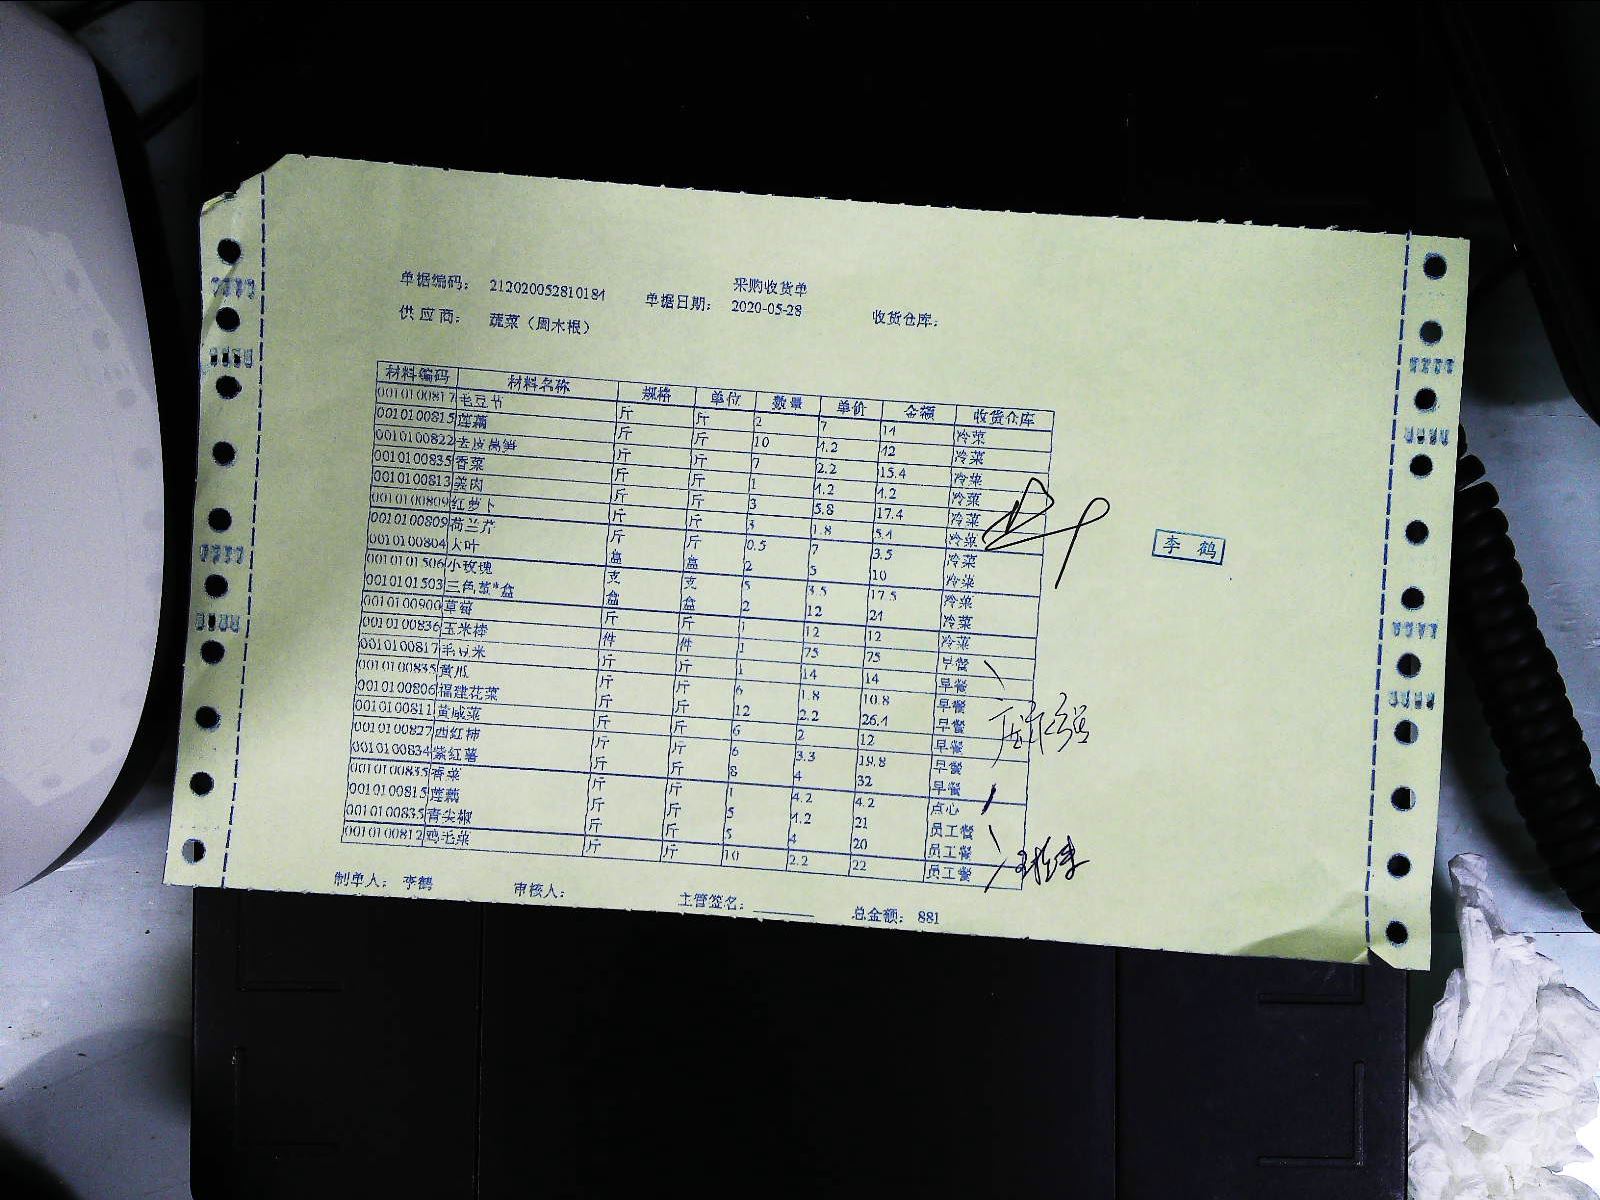 采购收货单
单据编码： 212020052810184 单据日期： 2020-05-28 收货仓库：
供应商： 蔬菜（周木根）
材料编码 材料名称 规格 单位 数量 单价 金额 收货仓库
0010100817 毛豆节 斤 斤 2 7 14 冷菜
0010100815 莲藕 斤 斤 10 4.2 42 冷菜
0010100822 去皮莴笋 斤 斤 7 2.2 15.4 冷菜
0010100835 香菜 斤 斤 1 4.2 4.2 冷菜
0010100813 姜肉 斤 斤 3 5.8 17.4 冷菜
0010100809 红萝卜 斤 斤 3 1.8 5.4 冷菜
0010100809 荷兰芹 斤 斤 0.5 7 3.5 冷菜
0010100804 大叶 盒 盒 2 5 10 冷菜
0010101506 小玫瑰 支 支 5 3.5 17.5 冷菜
0010101503 三色堇*盒 盒 盒 2 12 24 冷菜
0010100900 草莓 斤 斤 1 12 12 冷菜
0010100836 玉米棒 件 件 1 75 75 早餐
0010100817 毛豆米 斤 斤 1 14 14 早餐
0010100835 黄瓜 斤 斤 6 1.8 10.8 早餐
0010100806 福建花菜 斤 斤 12 2.2 26.4 早餐
0010100811 黄咸菜 斤 斤 6 2 12 早餐
0010100827 西红柿 斤 斤 6 3.3 19.8 早餐
0010100834 紫红薯 斤 斤 8 4 32 早餐
0010100835 香菜 斤 斤 1 4.2 4.2 点心
0010100815 莲藕 斤 斤 5 4.2 21 员工餐
0010100835 青尖椒 斤 斤 5 4 20 员工餐
0010100812 鸡毛菜 斤 斤 10 2.2 22 员工餐
李 鹤
制单人： 李鹤 审核人： 主管签名： 总金额： 881